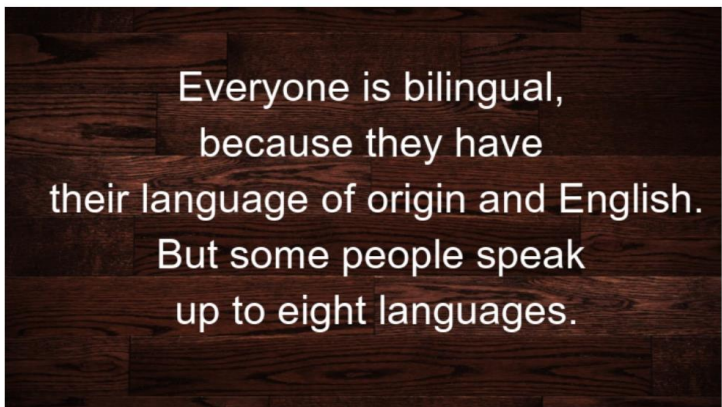 Everyone is bilingual,
because they have
their language of origin and English.
But some people speak
up to eight languages.